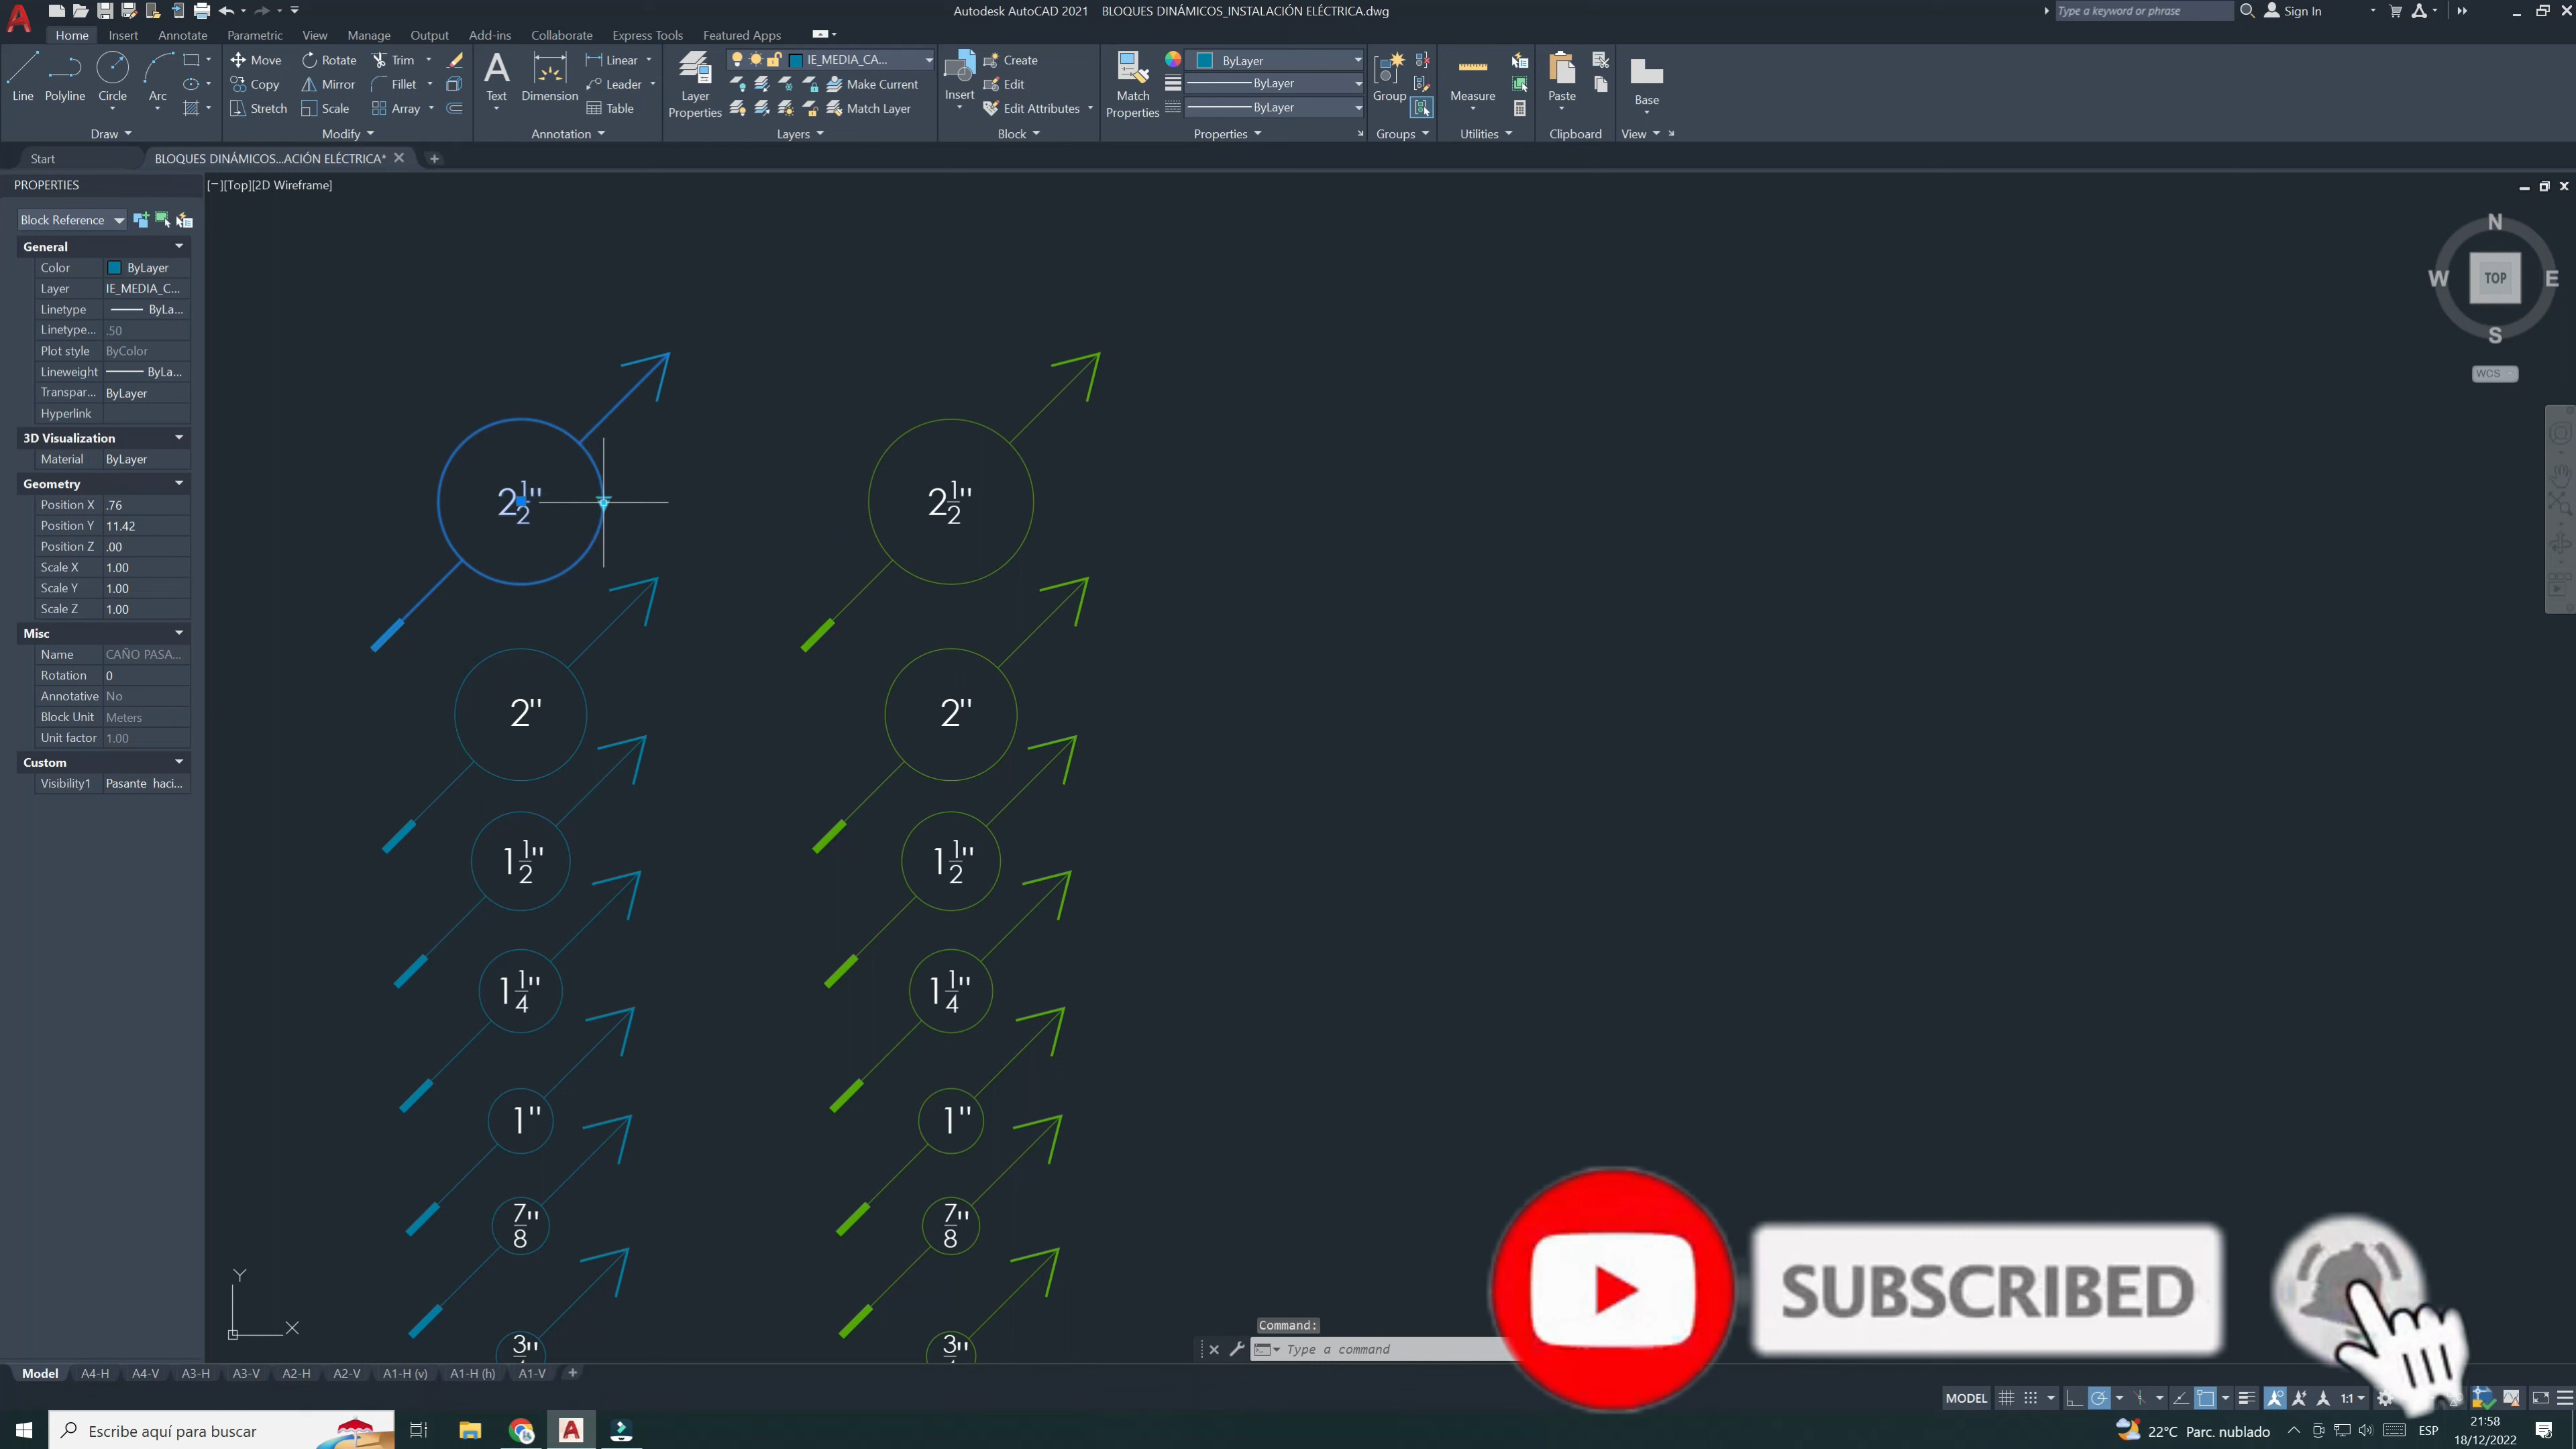 Autodesk AutoCAD 2021 BLOQUES DINÁMICOS_INSTALACIÓN ELÉCTRICA.dwg
Type a keyword or phrase
Sign In
Home Insert Annotate Parametric View Manage Output Add-ins Collaborate Express Tools Featured Apps
Line Polyline Circle Arc
Draw
Move Rotate Trim
Copy Mirror Fillet
Stretch Scale Array
Modify
Text Dimension
Linear
Leader
Table
Annotation
Layer Properties
IE_MEDIA_CA...
Make Current
Match Layer
Layers
Insert
Create
Edit
Edit Attributes
Block
Match Properties
ByLayer
ByLayer
ByLayer
Properties
Group
Groups
Measure
Utilities
Paste
Clipboard
Base
View
Start
BLOQUES DINÁMICOS...ACIÓN ELÉCTRICA*
PROPERTIES
[−][Top][2D Wireframe]
Block Reference
General
Color ByLayer
Layer IE_MEDIA_C...
Linetype ByLa...
Linetype... .50
Plot style ByColor
Lineweight ByLa...
Transpar... ByLayer
Hyperlink
3D Visualization
Material ByLayer
Geometry
Position X .76
Position Y 11.42
Position Z .00
Scale X 1.00
Scale Y 1.00
Scale Z 1.00
Misc
Name CAÑO PASA...
Rotation 0
Annotative No
Block Unit Meters
Unit factor 1.00
Custom
Visibility1 Pasante haci...
N
W TOP E
S
WCS
2 1/2" 2 1/2"
2" 2"
1 1/2" 1 1/2"
1 1/4" 1 1/4"
1" 1"
7/8" 7/8"
Y
X
SUBSCRIBED
Command:
Type a command
Model A4-H A4-V A3-H A3-V A2-H A2-V A1-H (v) A1-H (h) A1-V
MODEL
1:1
Escribe aquí para buscar
22°C Parc. nublado
ESP
21:58
18/12/2022